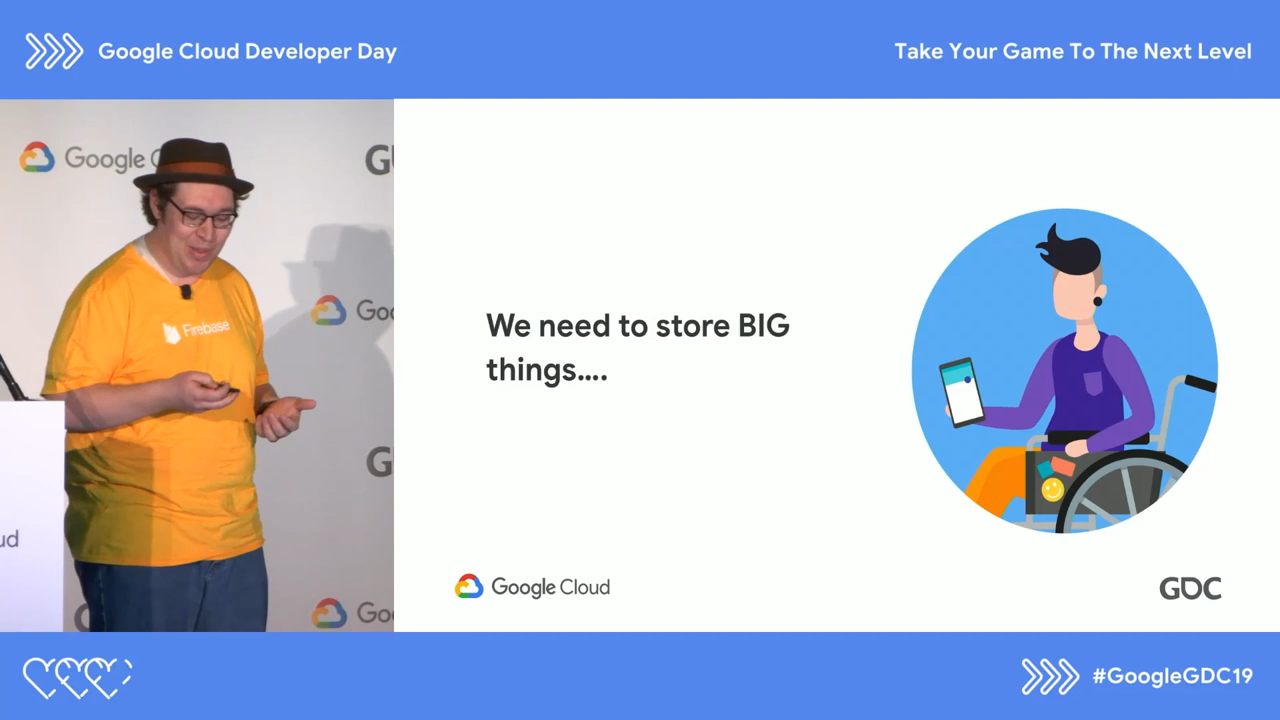 Google Cloud Developer Day
Take Your Game To The Next Level
Google
Firebase
We need to store BIG
things....
Google Cloud
GDC
#GoogleGDC19